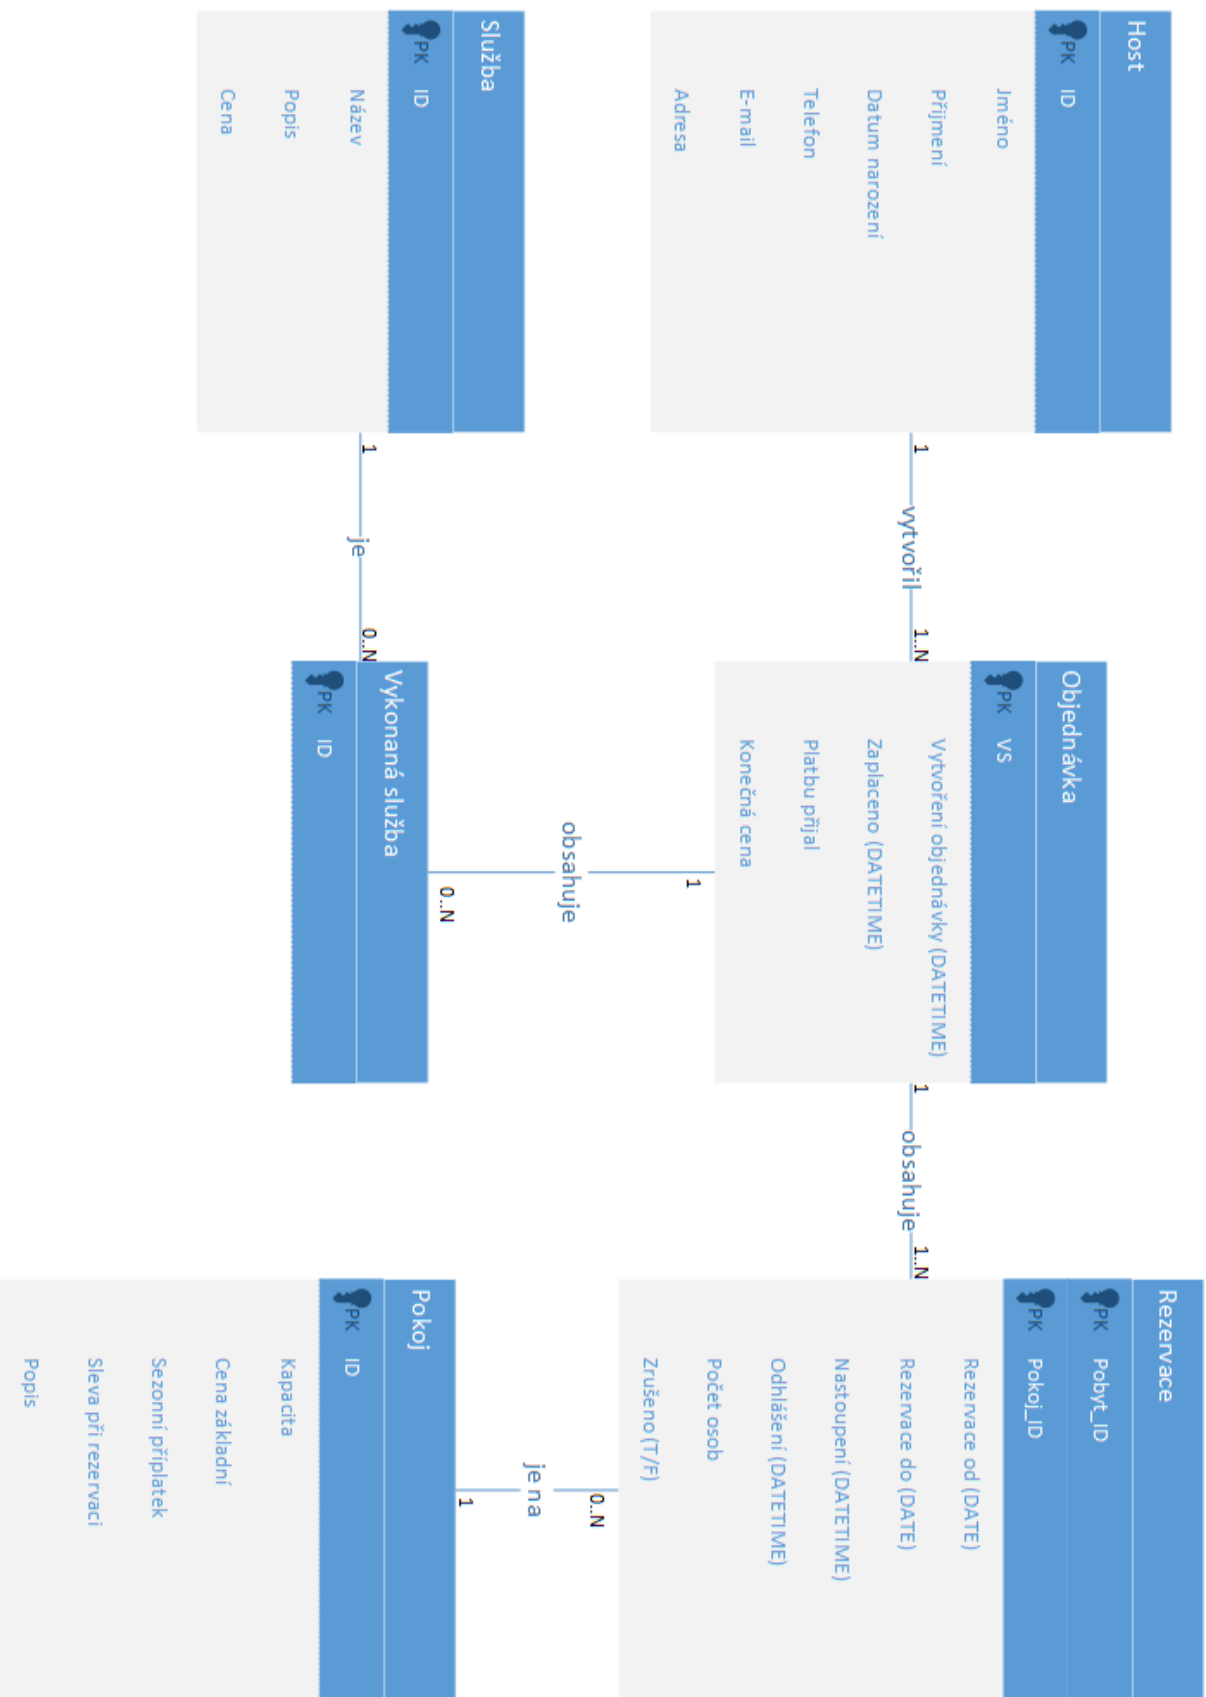 Host
PK ID
Jméno
Přijmení
Datum narození
Telefon
E-mail
Adresa
1
vytvořil
1..N
Objednávka
PK VS
Vytvoření objednávky (DATETIME)
Zaplaceno (DATETIME)
Platbu přijal
Konečná cena
1
obsahuje
1..N
Rezervace
PK Pobyt_ID
PK Pokoj_ID
Rezervace od (DATE)
Rezervace do (DATE)
Nastoupení (DATETIME)
Odhlášení (DATETIME)
Počet osob
Zrušeno (T/F)
1
obsahuje
0..N
0..N
je na
1
Služba
PK ID
Název
Popis
Cena
1
je
0..N
Vykonaná služba
PK ID
Pokoj
PK ID
Kapacita
Cena základní
Sezonní příplatek
Sleva při rezervaci
Popis